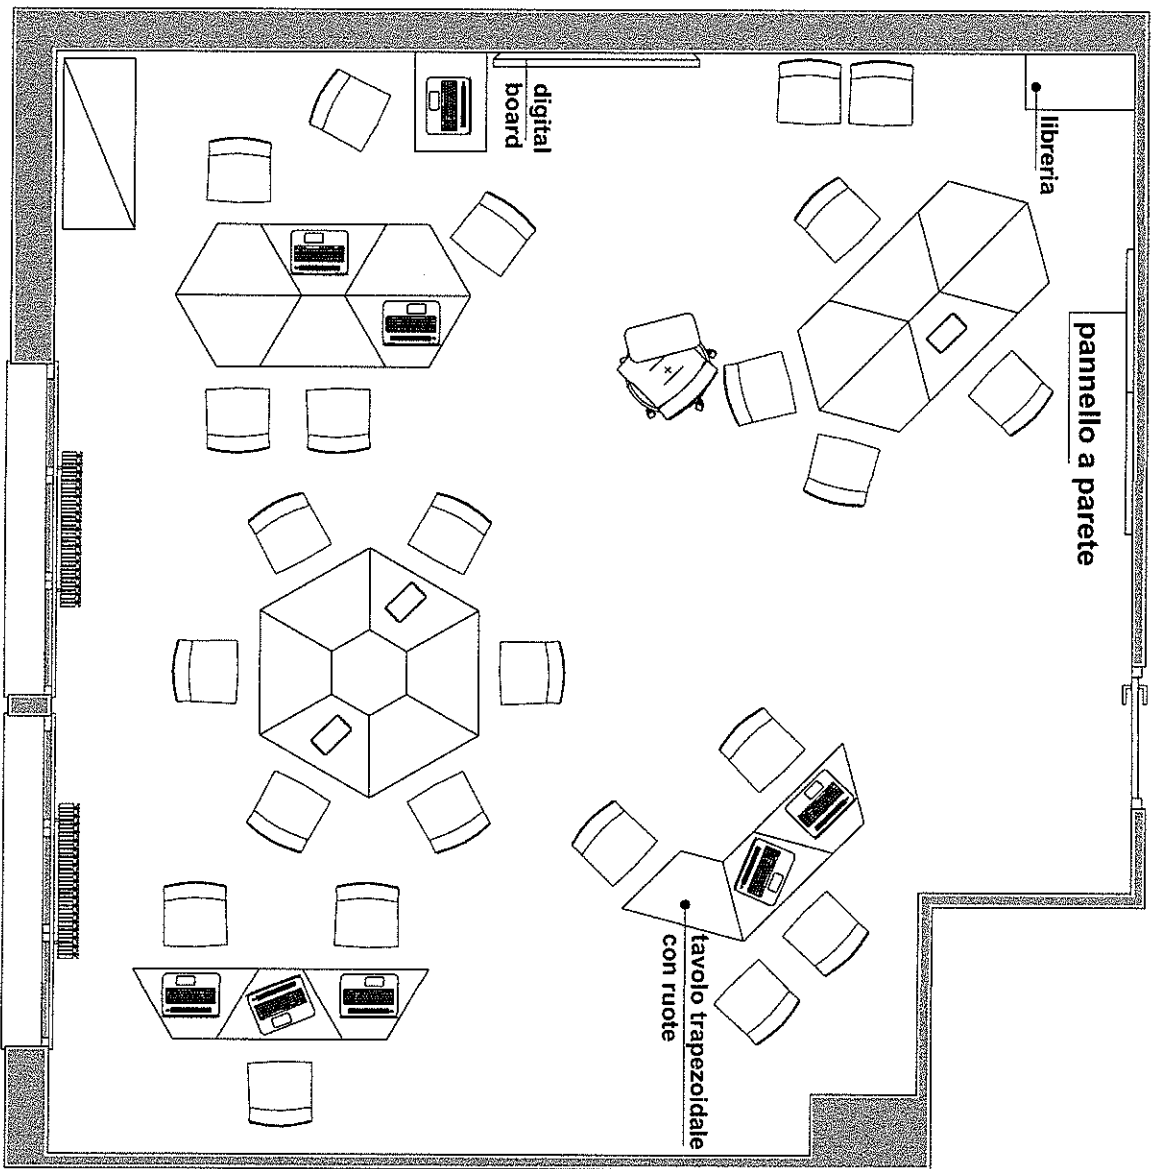 digital
board
libreria
pannello a parete
tavolo trapezoidale
con ruote